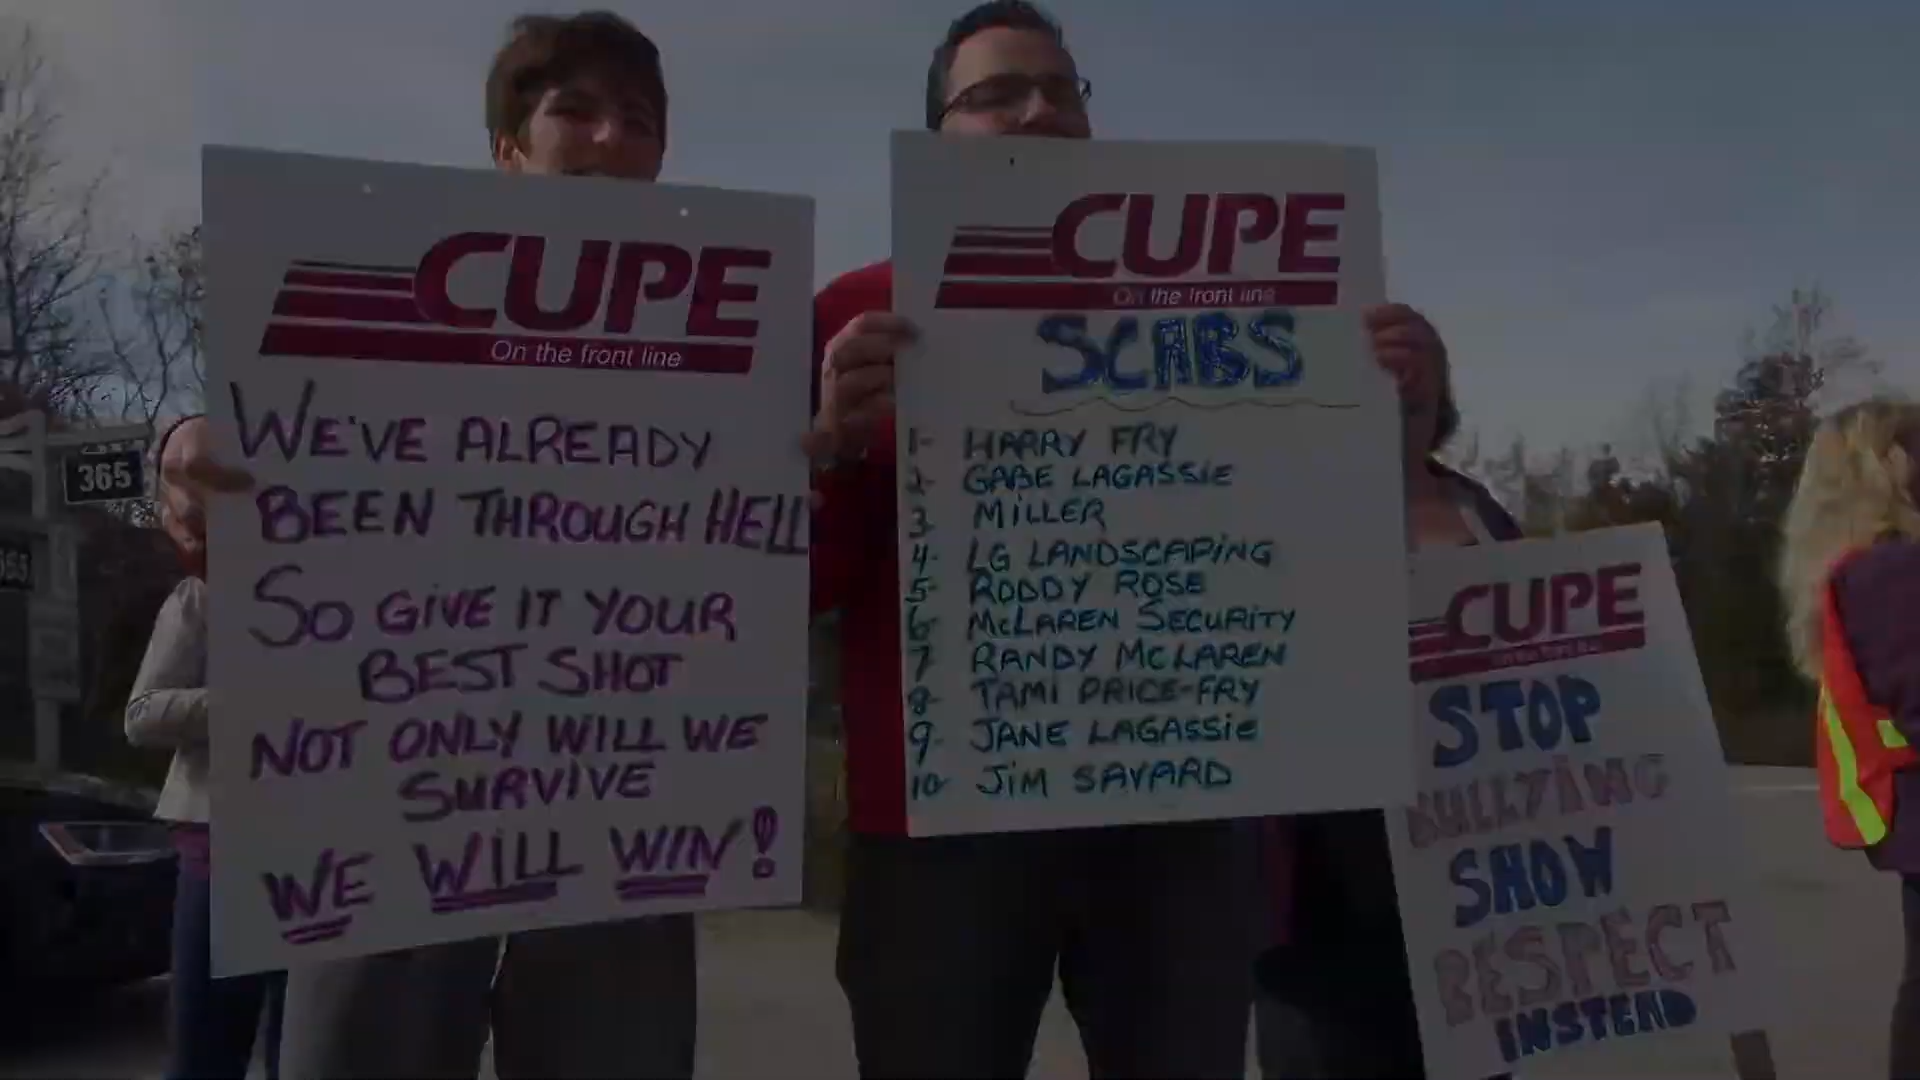 CUPE
On the front line
WE'VE ALREADY
BEEN THROUGH HELL
SO GIVE IT YOUR
BEST SHOT
NOT ONLY WILL WE
SURVIVE
WE WILL WIN!
CUPE
On the front line
SCABS
1- HARRY FRY
2- GABE LAGASSIE
3- MILLER
4- LG LANDSCAPING
5- RODDY ROSE
6- McLAREN SECURITY
7- RANDY McLAREN
8- TAMI PRICE-FRY
9- JANE LAGASSIE
10- JIM SAVARD
CUPE
STOP
BULLYING
SHOW
RESPECT
INSTEAD
365